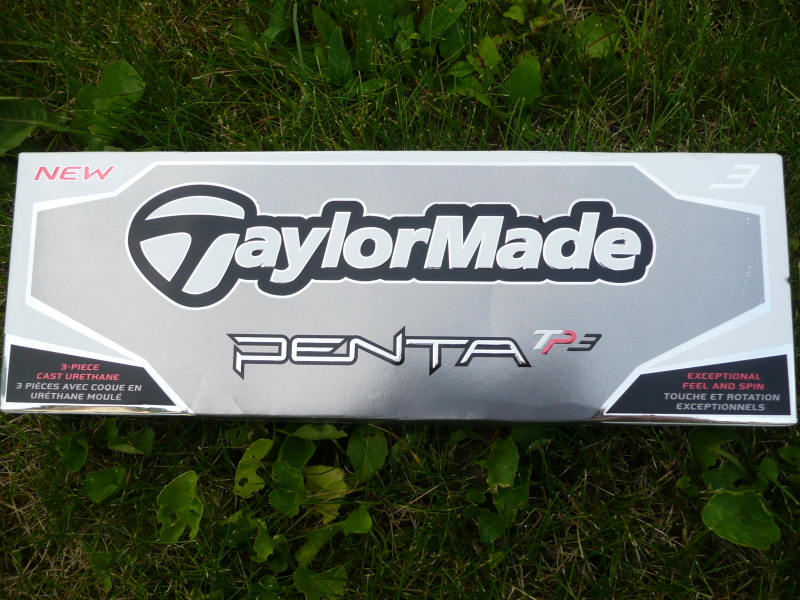 NEW
3
TaylorMade
PENTA TP3
3-PIECE
CAST URETHANE
3 PIÈCES AVEC COQUE EN
URÉTHANE MOULÉ
EXCEPTIONAL
FEEL AND SPIN
TOUCHE ET ROTATION
EXCEPTIONNELS